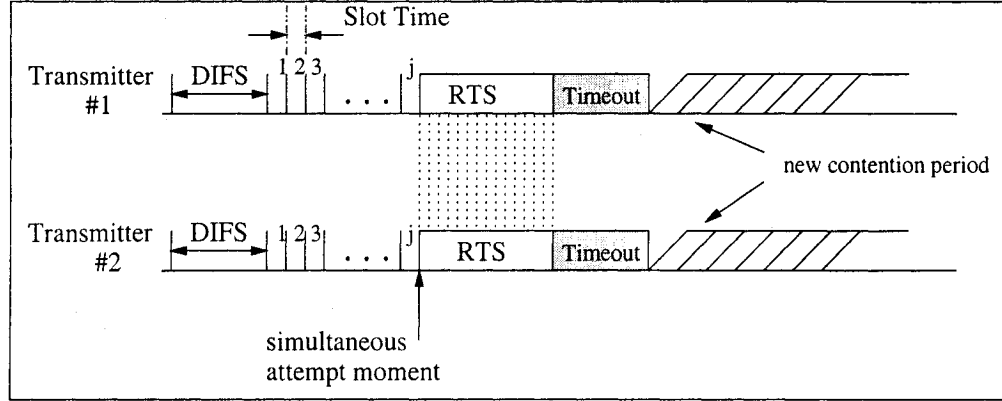 Slot Time
Transmitter
#1
DIFS
1 2 3
. . .
j
RTS
Timeout
new contention period
Transmitter
#2
DIFS
1 2 3
. . .
j
RTS
Timeout
simultaneous
attempt moment